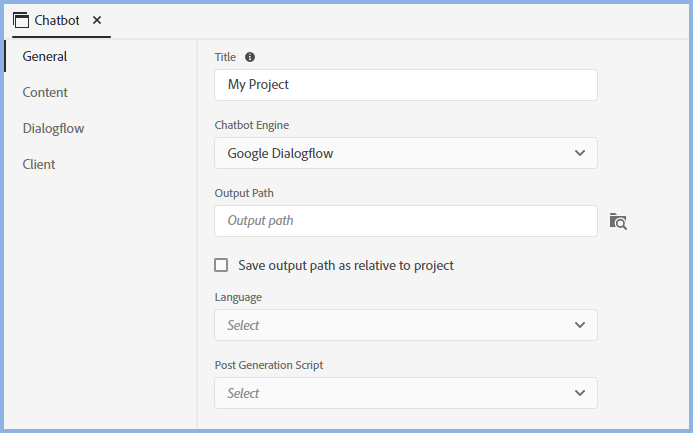 Chatbot
General
Content
Dialogflow
Client
Title
My Project
Chatbot Engine
Google Dialogflow
Output Path
Output path
Save output path as relative to project
Language
Select
Post Generation Script
Select